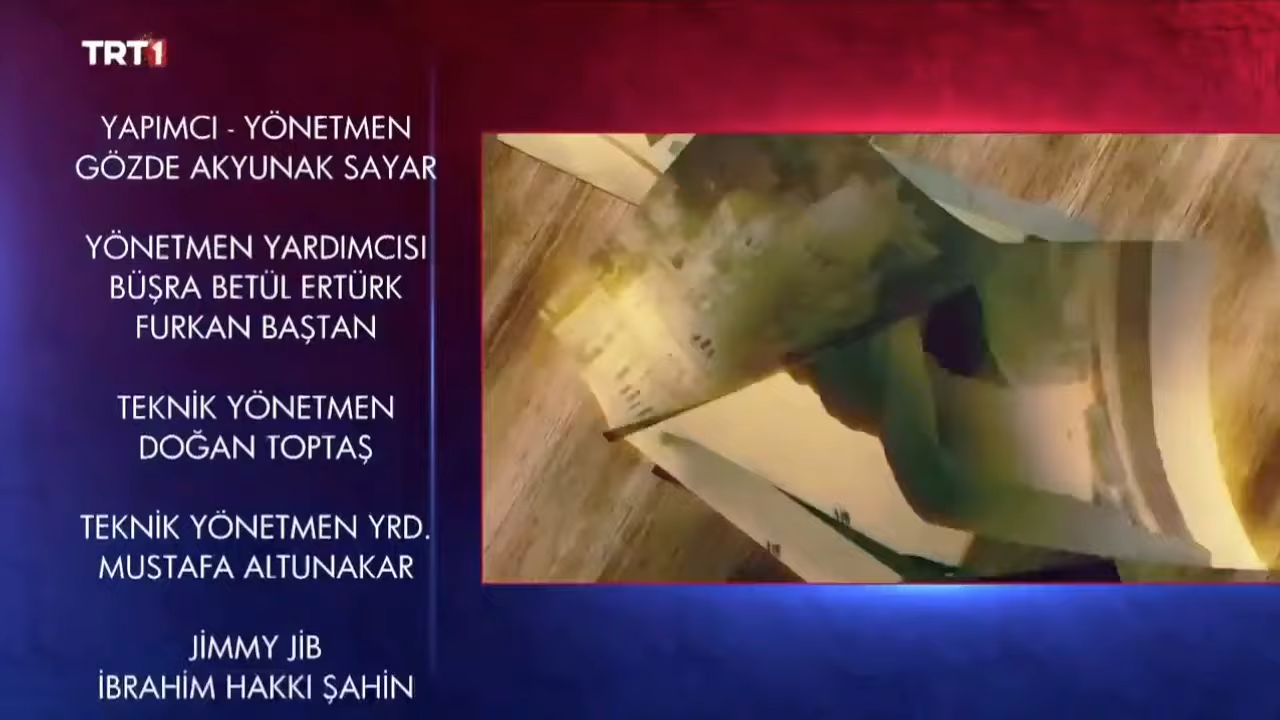 TRT1
YAPIMCI - YÖNETMEN
GÖZDE AKYUNAK SAYAR
YÖNETMEN YARDIMCISI
BÜŞRA BETÜL ERTÜRK
FURKAN BAŞTAN
TEKNİK YÖNETMEN
DOĞAN TOPTAŞ
TEKNİK YÖNETMEN YRD.
MUSTAFA ALTUNAKAR
JİMMY JİB
İBRAHİM HAKKI ŞAHİN